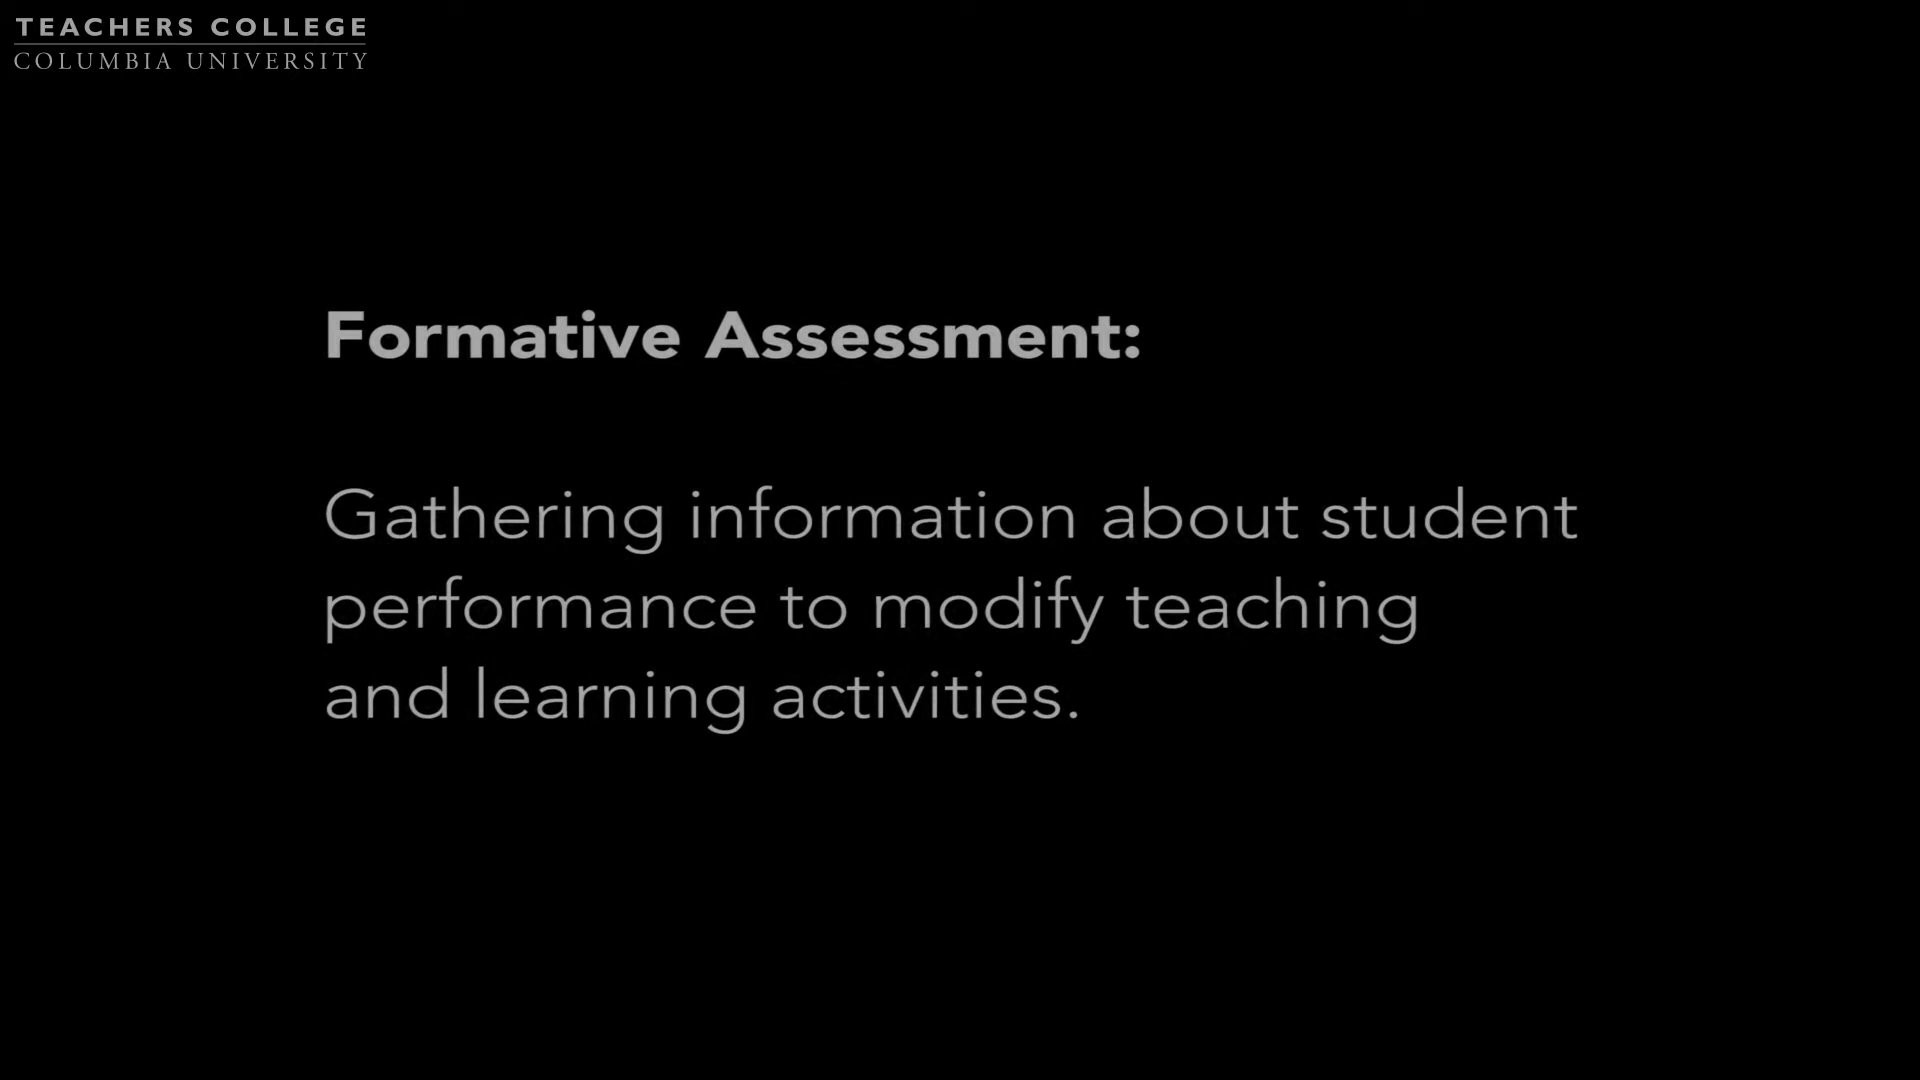 TEACHERS COLLEGE
COLUMBIA UNIVERSITY
Formative Assessment:
Gathering information about student
performance to modify teaching
and learning activities.